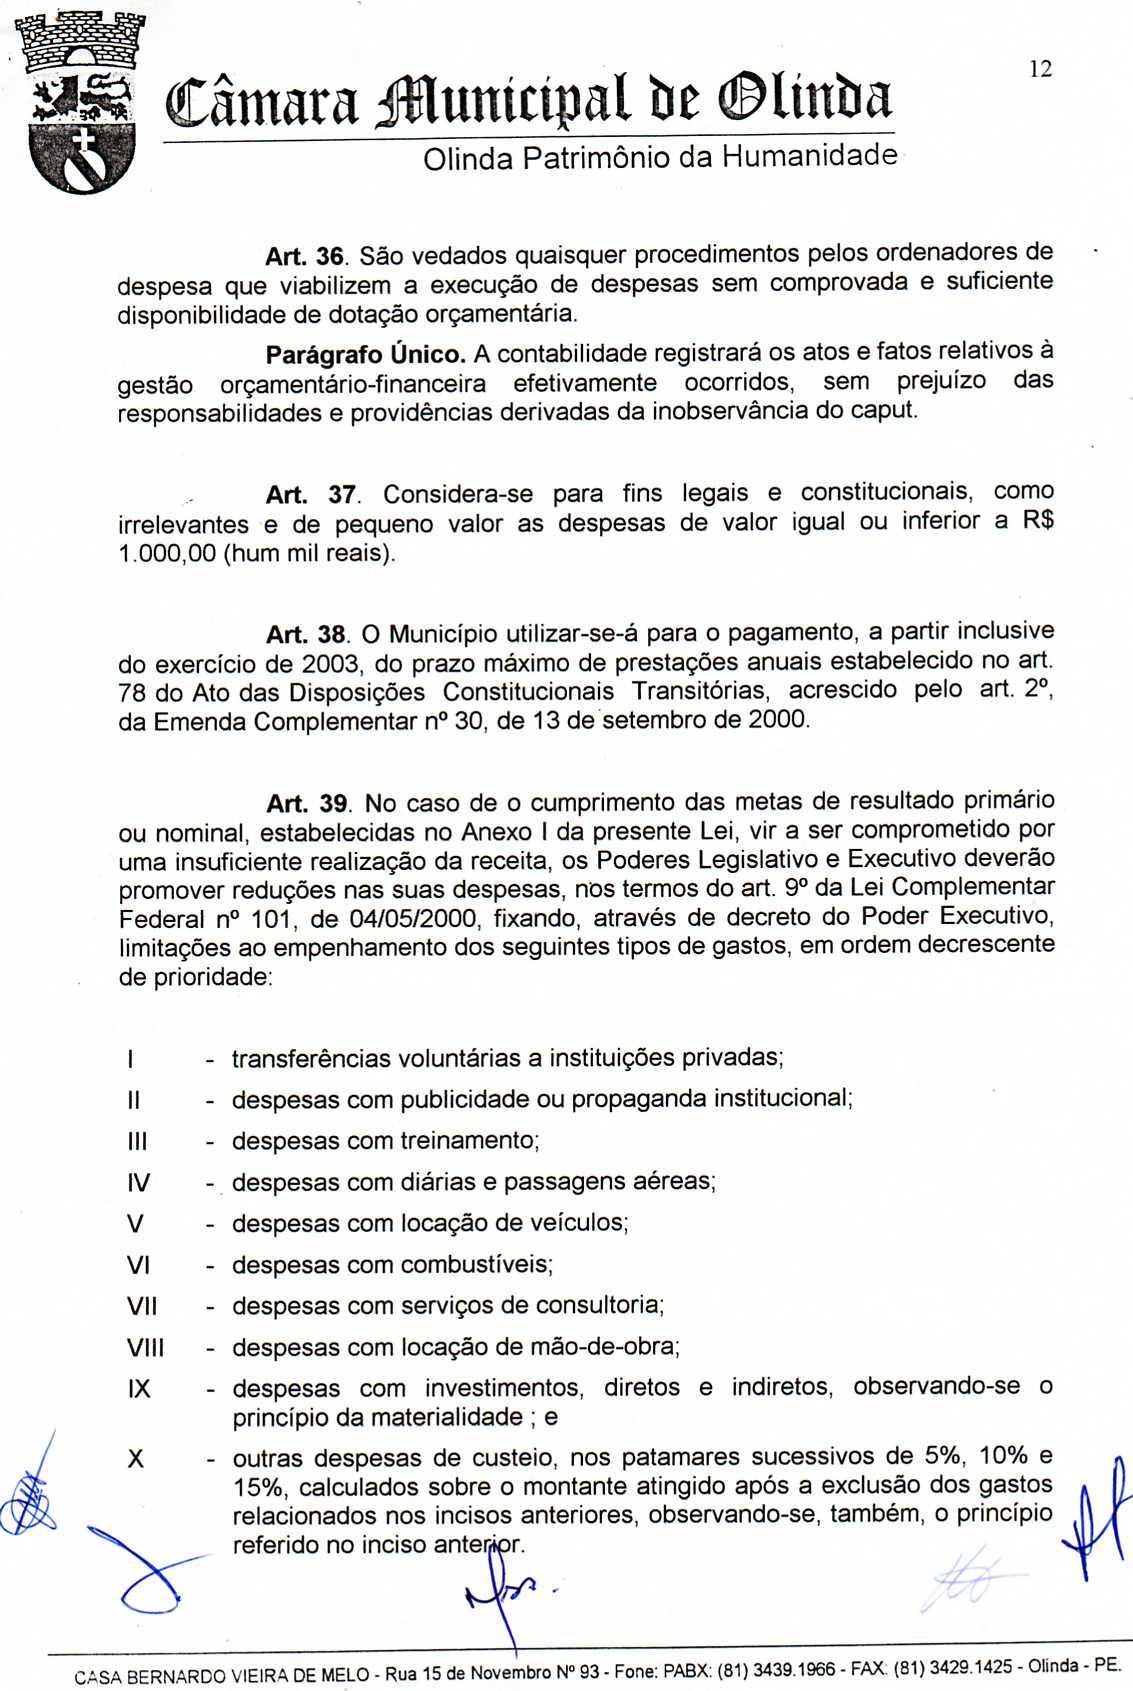 12
Câmara Municipal de Olinda
Olinda Patrimônio da Humanidade
Art. 36. São vedados quaisquer procedimentos pelos ordenadores de
despesa que viabilizem a execução de despesas sem comprovada e suficiente
disponibilidade de dotação orçamentária.
Parágrafo Único. A contabilidade registrará os atos e fatos relativos à
gestão orçamentário-financeira efetivamente ocorridos, sem prejuízo das
responsabilidades e providências derivadas da inobservância do caput.
Art. 37. Considera-se para fins legais e constitucionais, como
irrelevantes e de pequeno valor as despesas de valor igual ou inferior a R$
1.000,00 (hum mil reais).
Art. 38. O Município utilizar-se-á para o pagamento, a partir inclusive
do exercício de 2003, do prazo máximo de prestações anuais estabelecido no art.
78 do Ato das Disposições Constitucionais Transitórias, acrescido pelo art. 2º,
da Emenda Complementar nº 30, de 13 de setembro de 2000.
Art. 39. No caso de o cumprimento das metas de resultado primário
ou nominal, estabelecidas no Anexo I da presente Lei, vir a ser comprometido por
uma insuficiente realização da receita, os Poderes Legislativo e Executivo deverão
promover reduções nas suas despesas, nos termos do art. 9º da Lei Complementar
Federal nº 101, de 04/05/2000, fixando, através de decreto do Poder Executivo,
limitações ao empenhamento dos seguintes tipos de gastos, em ordem decrescente
de prioridade:
I - transferências voluntárias a instituições privadas;
II - despesas com publicidade ou propaganda institucional;
III - despesas com treinamento;
IV - despesas com diárias e passagens aéreas;
V - despesas com locação de veículos;
VI - despesas com combustíveis;
VII - despesas com serviços de consultoria;
VIII - despesas com locação de mão-de-obra;
IX - despesas com investimentos, diretos e indiretos, observando-se o
princípio da materialidade ; e
X - outras despesas de custeio, nos patamares sucessivos de 5%, 10% e
15%, calculados sobre o montante atingido após a exclusão dos gastos
relacionados nos incisos anteriores, observando-se, também, o princípio
referido no inciso anterior.
CASA BERNARDO VIEIRA DE MELO - Rua 15 de Novembro Nº 93 - Fone: PABX: (81) 3439.1966 - FAX: (81) 3429.1425 - Olinda - PE.